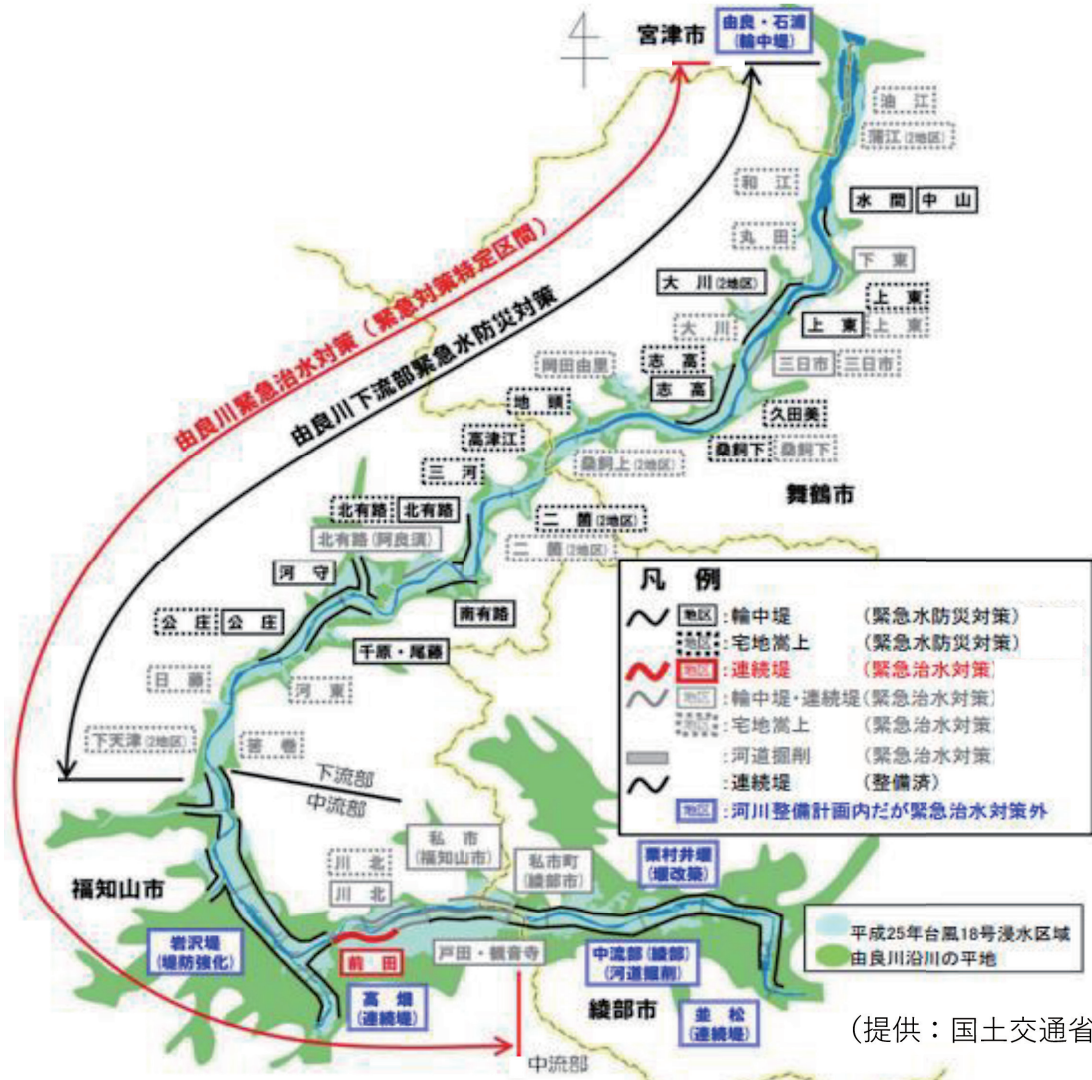 宮津市
由良・石浦
(輪中堤)
油 江
蒲江(2地区)
和 江
水 間
中 山
丸 田
下 東
大 川(2地区)
上 東
大 川
上 東
上 東
岡田由里
志 高
三日市
三日市
志 高
地 頭
久田美
高津江
桑飼下
桑飼下
桑飼上(2地区)
三 河
舞鶴市
北有路
北有路
二 箇(2地区)
北有路(阿良須)
二 箇(2地区)
河 守
南有路
公 庄
公 庄
千原・尾藤
日 藤
河 東
下天津(2地区)
筈 巻
由良川緊急治水対策(緊急対策特定区間)
由良川下流部緊急水防災対策
下流部
中流部
凡 例
地区:輪中堤 (緊急水防災対策)
地区:宅地嵩上 (緊急水防災対策)
地区:連続堤 (緊急治水対策)
地区:輪中堤・連続堤(緊急治水対策)
地区:宅地嵩上 (緊急治水対策)
:河道掘削 (緊急治水対策)
:連続堤 (整備済)
地区:河川整備計画内だが緊急治水対策外
私 市
(福知山市)
私市町
(綾部市)
栗村井堰
(堰改築)
川 北
川 北
福知山市
岩沢堤
(堤防強化)
前田
戸田・観音寺
中流部(綾部)
(河道掘削)
高 畑
(連続堤)
綾部市
並 松
(連続堤)
平成25年台風18号浸水区域
由良川沿川の平地
(提供:国土交通省
中流部